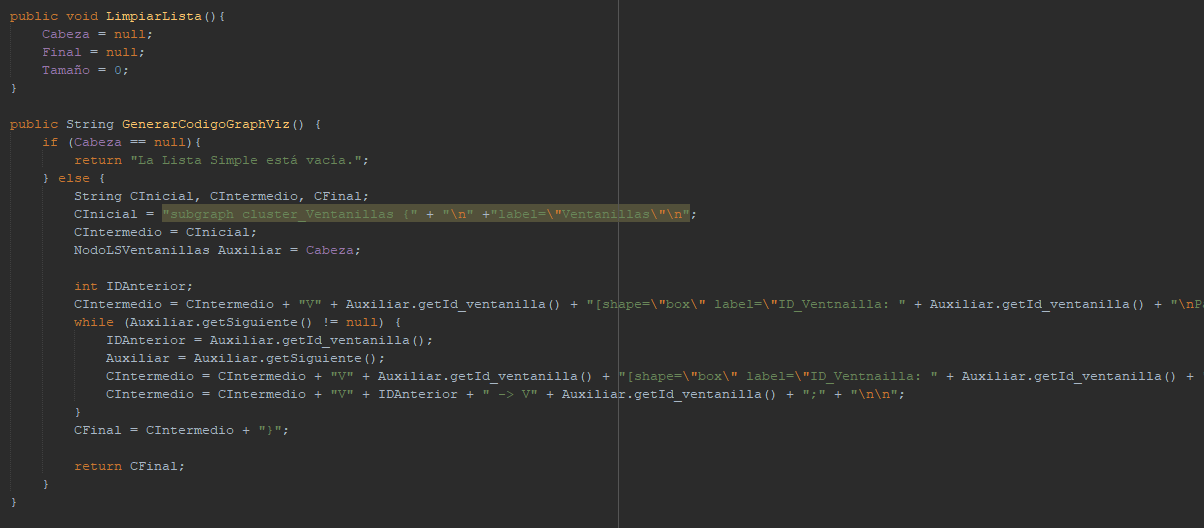 public void LimpiarLista(){
    Cabeza = null;
    Final = null;
    Tamaño = 0;
}
public String GenerarCodigoGraphViz() {
    if (Cabeza == null){
        return "La Lista Simple está vacía.";
    } else {
        String CInicial, CIntermedio, CFinal;
        CInicial = "subgraph cluster_Ventanillas {" + "\n" +"label=\"Ventanillas\"\n";
        CIntermedio = CInicial;
        NodoLSVentanillas Auxiliar = Cabeza;
        int IDAnterior;
        CIntermedio = CIntermedio + "V" + Auxiliar.getId_ventanilla() + "[shape=\"box\" label=\"ID_Ventnailla: " + Auxiliar.getId_ventanilla() + "\nP
        while (Auxiliar.getSiguiente() != null) {
            IDAnterior = Auxiliar.getId_ventanilla();
            Auxiliar = Auxiliar.getSiguiente();
            CIntermedio = CIntermedio + "V" + Auxiliar.getId_ventanilla() + "[shape=\"box\" label=\"ID_Ventnailla: " + Auxiliar.getId_ventanilla() + "
            CIntermedio = CIntermedio + "V" + IDAnterior + " -> V" + Auxiliar.getId_ventanilla() + ";" + "\n\n";
        }
        CFinal = CIntermedio + "}";
        return CFinal;
    }
}